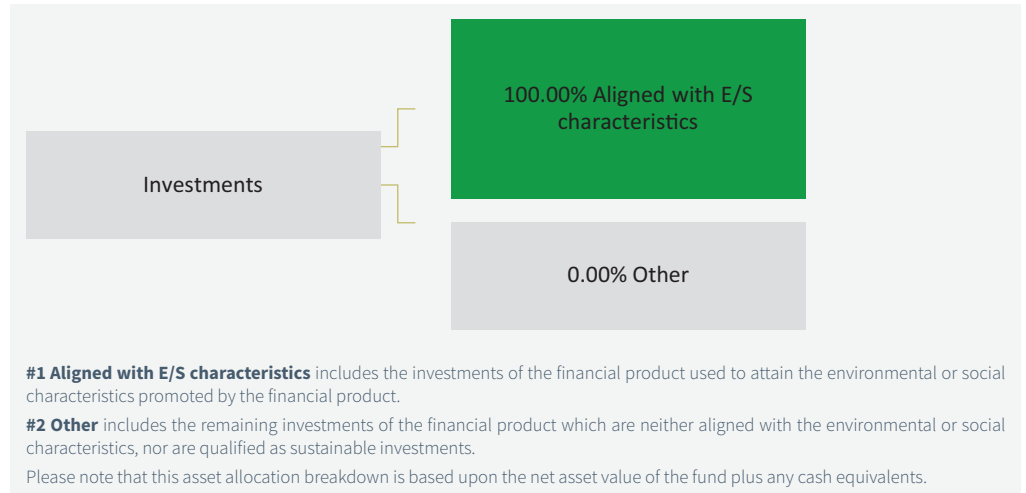 100.00% Aligned with E/S
characteristics
Investments
0.00% Other
#1 Aligned with E/S characteristics includes the investments of the financial product used to attain the environmental or social
characteristics promoted by the financial product.
#2 Other includes the remaining investments of the financial product which are neither aligned with the environmental or social
characteristics, nor are qualified as sustainable investments.
Please note that this asset allocation breakdown is based upon the net asset value of the fund plus any cash equivalents.